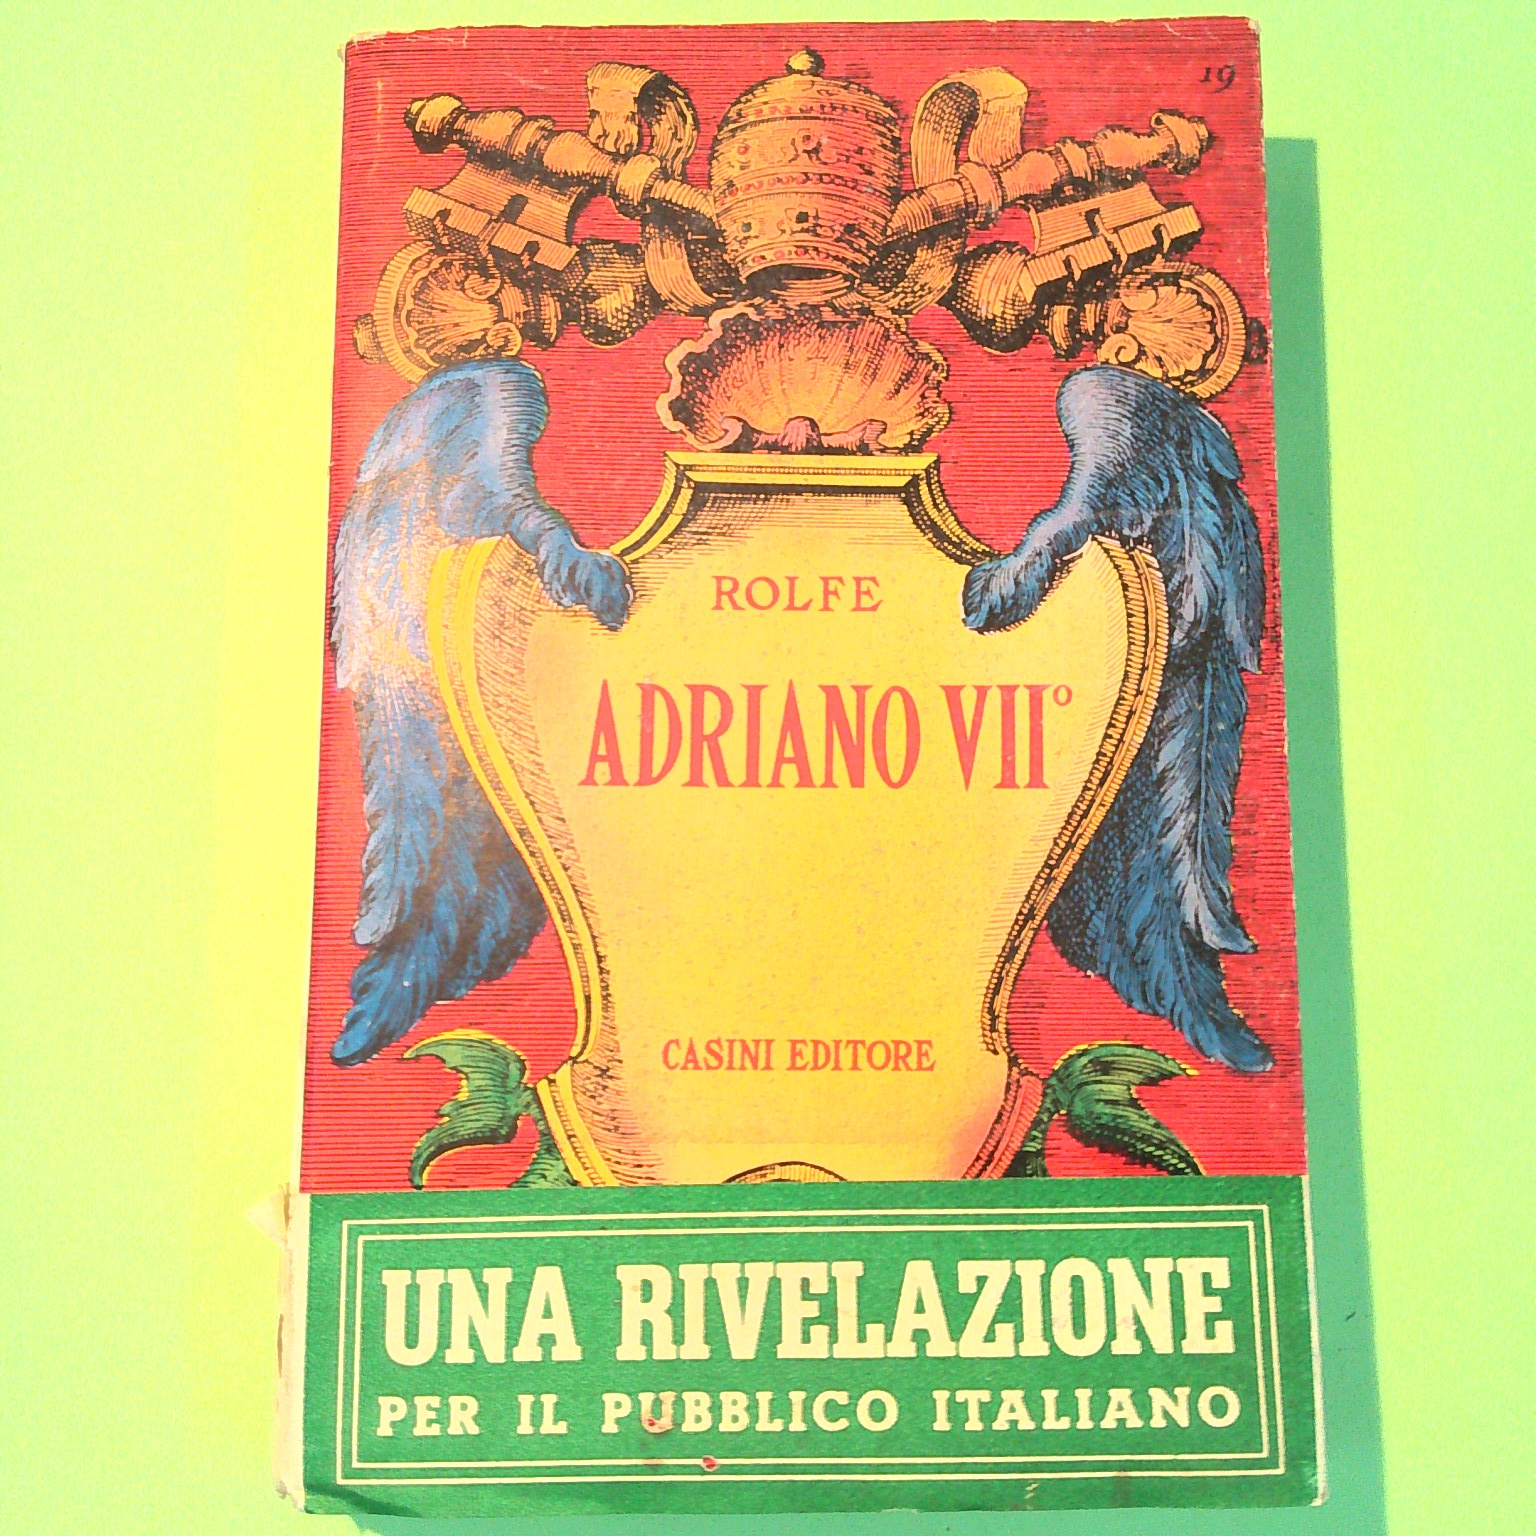 19
ROLFE
ADRIANO VII°
CASINI EDITORE
UNA RIVELAZIONE
PER IL PUBBLICO ITALIANO